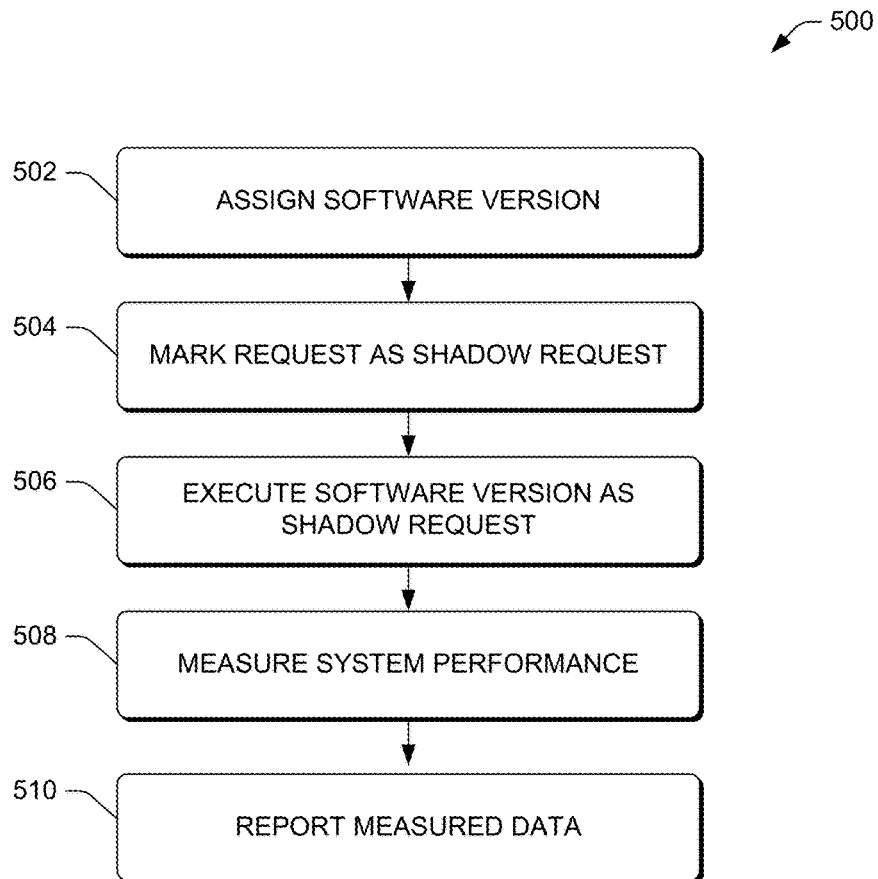 500
502
ASSIGN SOFTWARE VERSION
504
MARK REQUEST AS SHADOW REQUEST
506
EXECUTE SOFTWARE VERSION AS
SHADOW REQUEST
508
MEASURE SYSTEM PERFORMANCE
510
REPORT MEASURED DATA